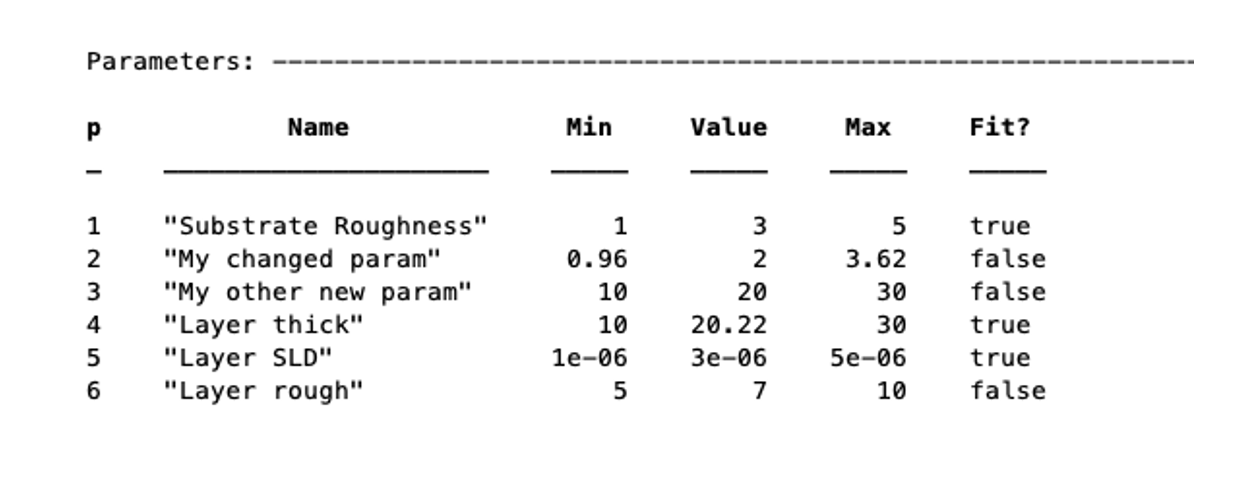 Parameters: ------------------------------------------------------------
p Name Min Value Max Fit?
1 "Substrate Roughness" 1 3 5 true
2 "My changed param" 0.96 2 3.62 false
3 "My other new param" 10 20 30 false
4 "Layer thick" 10 20.22 30 true
5 "Layer SLD" 1e-06 3e-06 5e-06 true
6 "Layer rough" 5 7 10 false